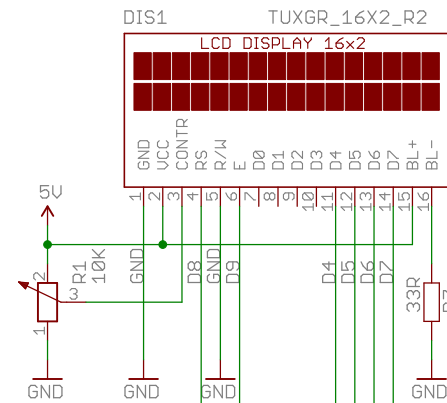 DIS1 TUXGR_16X2_R2
LCD DISPLAY 16x2
GND VCC CONTR RS R/W E D0 D1 D2 D3 D4 D5 D6 D7 BL+ BL-
1 2 3 4 5 6 7 8 9 10 11 12 13 14 15 16
5V
GND D8 GND D9 D4 D5 D6 D7
R1
10K
2
3
1
33R
GND GND GND GND